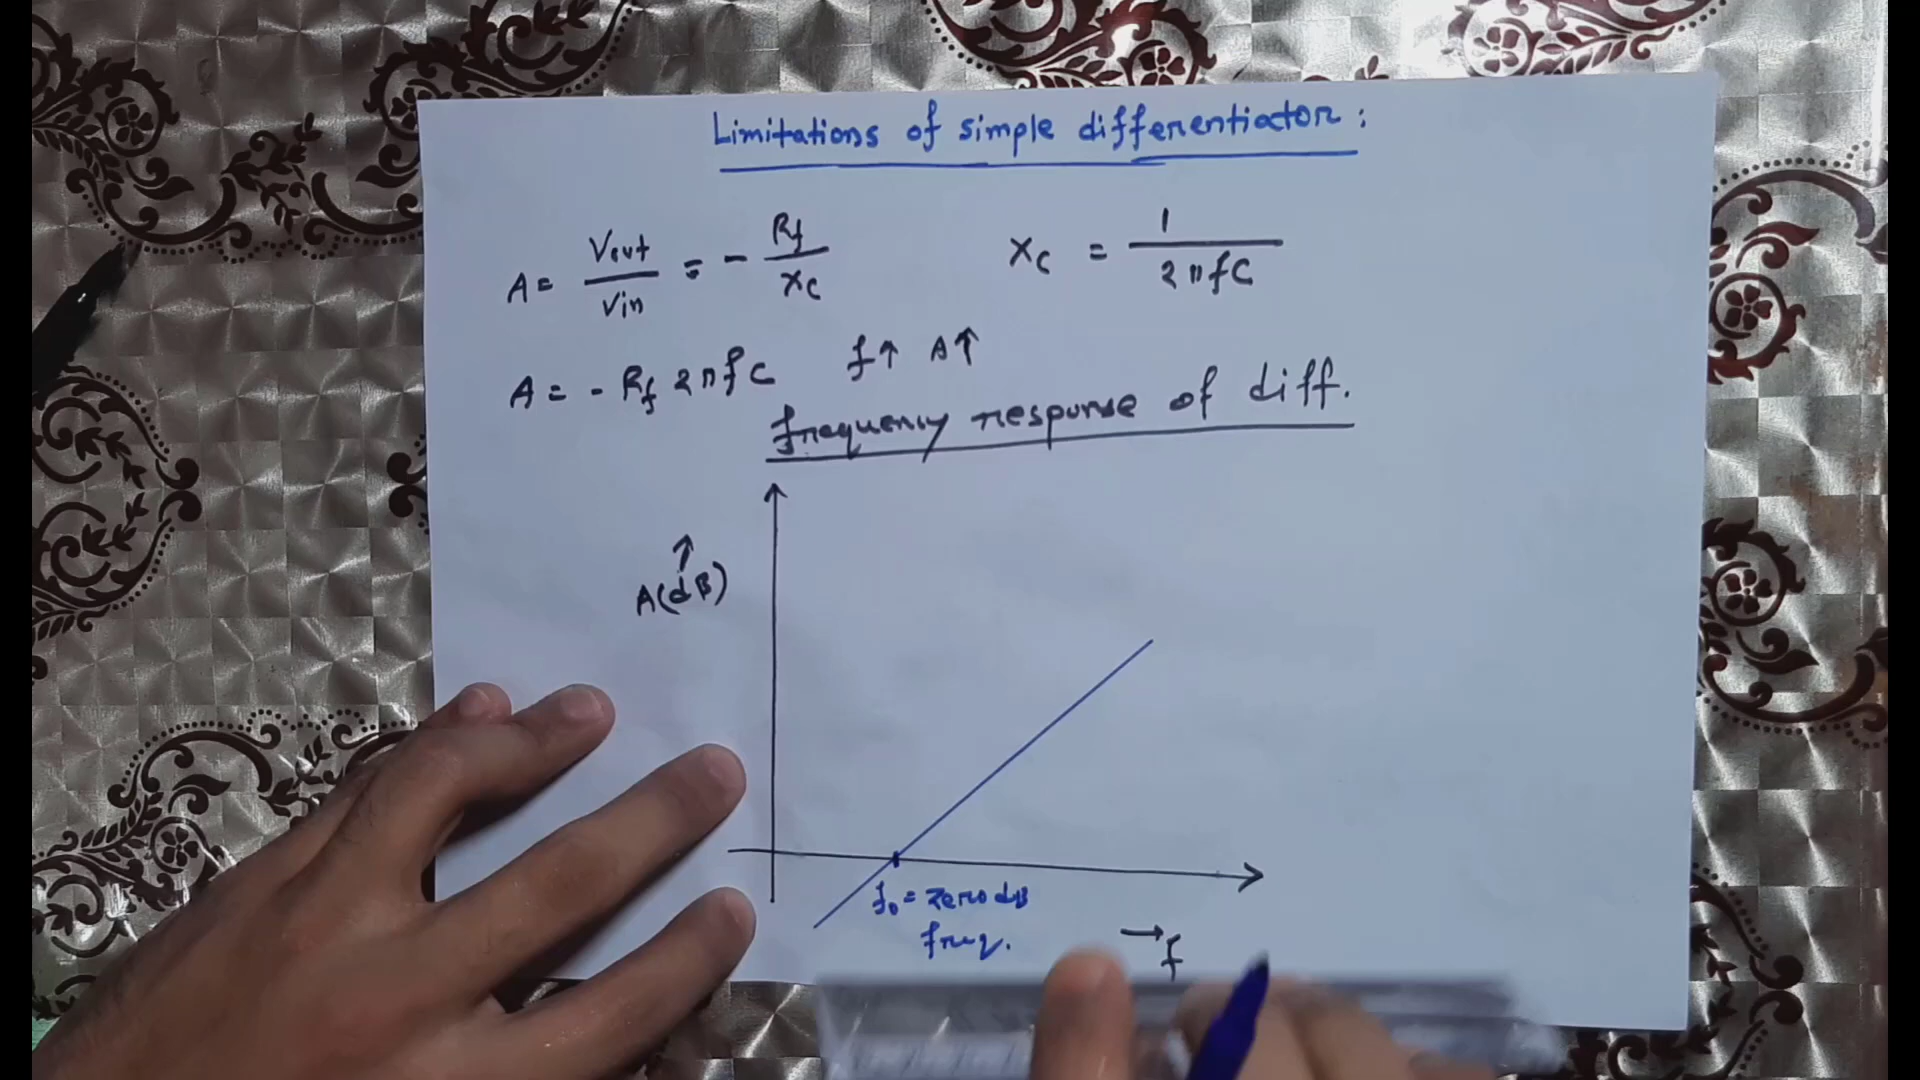 Limitations of simple differentiator:
A = Vout / Vin = - Rf / Xc
Xc = 1 / 2πfC
A = - Rf 2πfC f↑ A↑
frequency response of diff.
↑
A(dB)
f₀ = zero dB
freq.
→ f